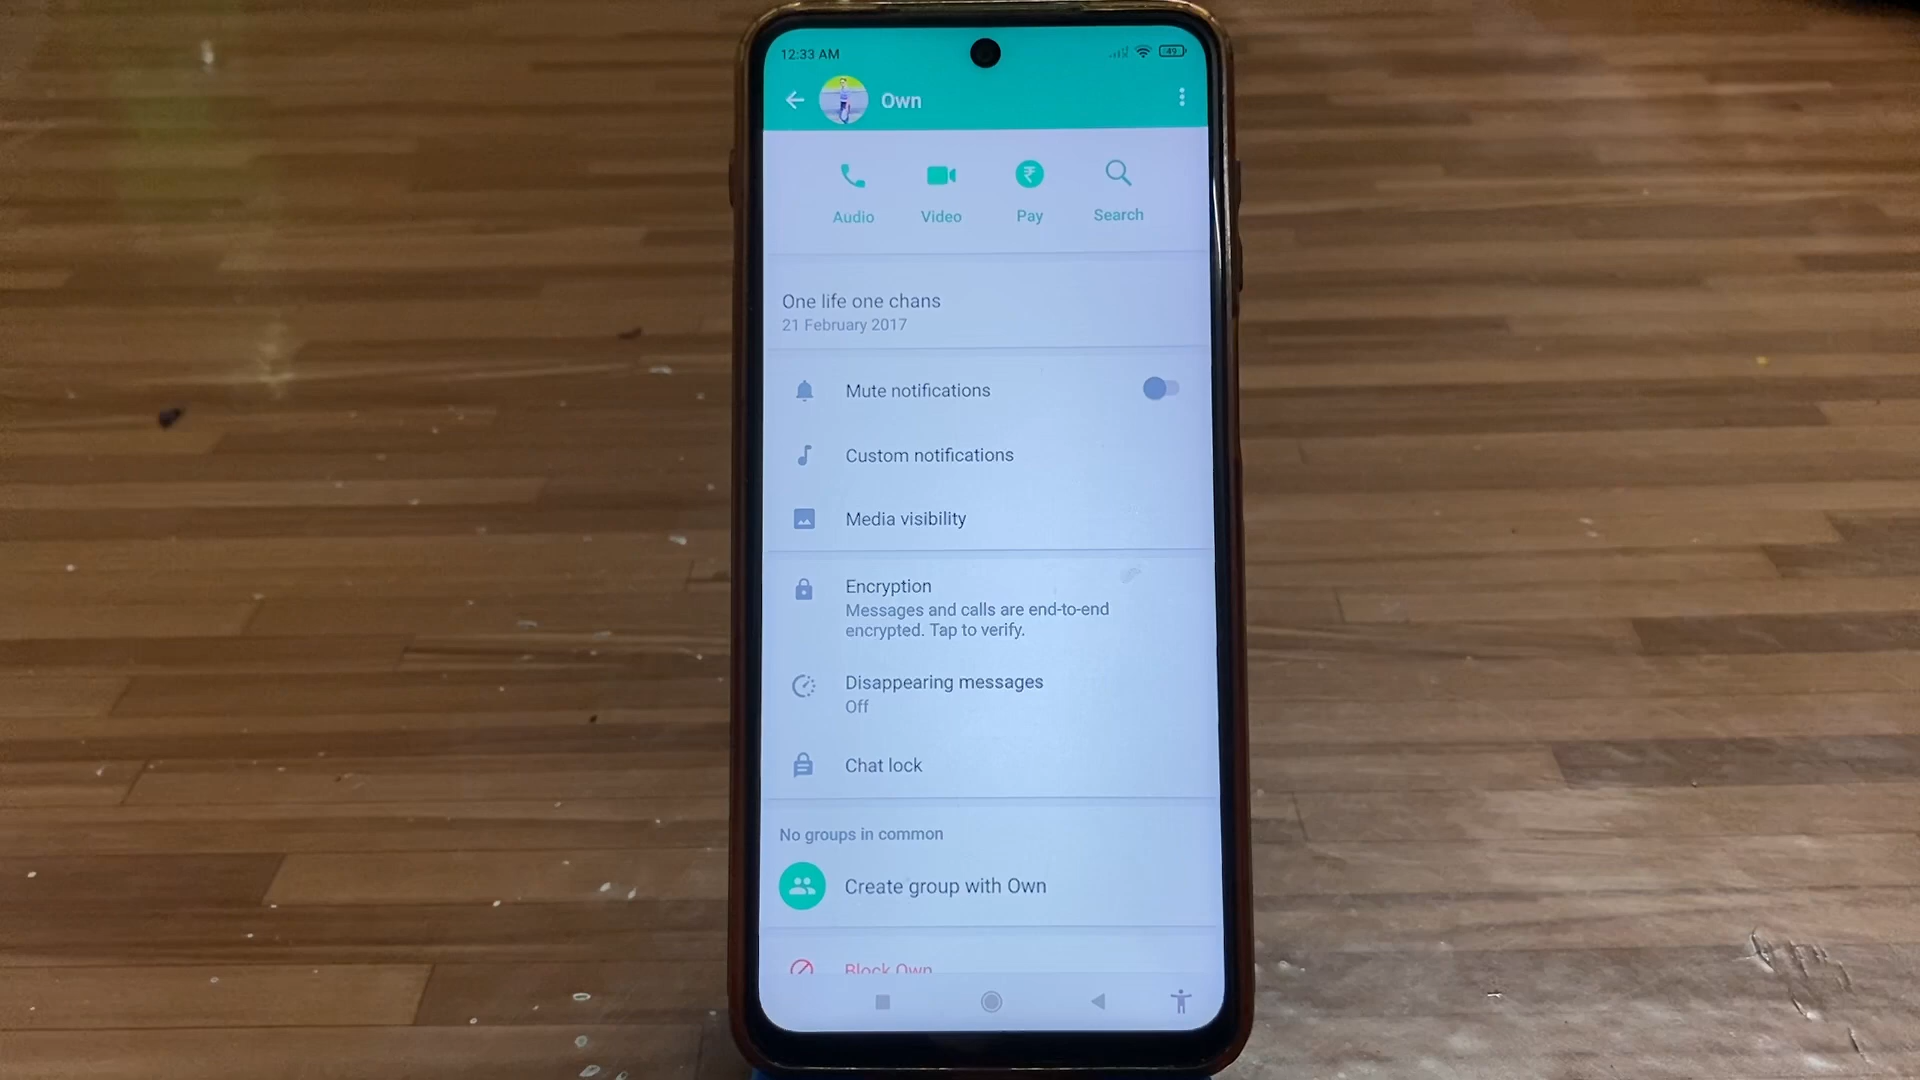 12:33 AM
49
Own
Audio Video Pay Search
One life one chans
21 February 2017
Mute notifications
Custom notifications
Media visibility
Encryption
Messages and calls are end-to-end
encrypted. Tap to verify.
Disappearing messages
Off
Chat lock
No groups in common
Create group with Own
Block Own